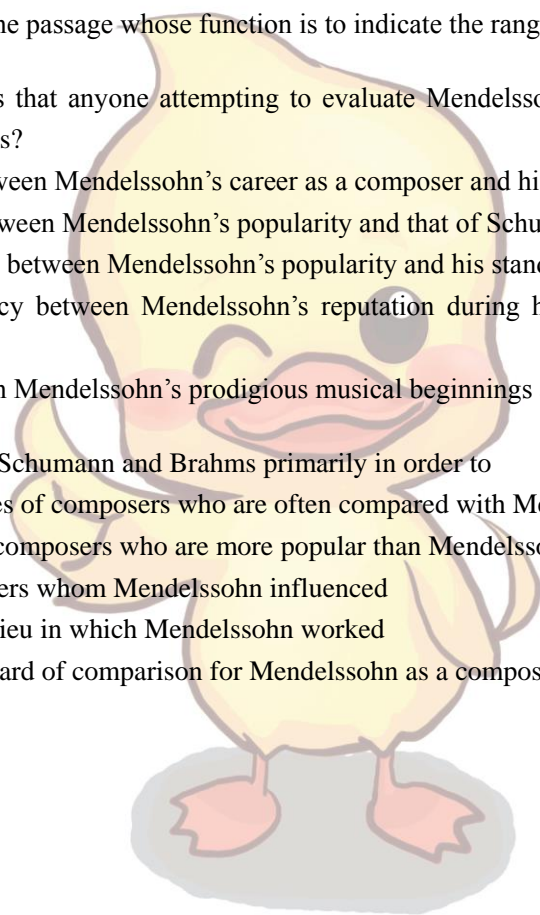 ne passage whose function is to indicate the rang
s that anyone attempting to evaluate Mendelsso
s?
ween Mendelssohn's career as a composer and hi
ween Mendelssohn's popularity and that of Schu
between Mendelssohn's popularity and his stand
cy between Mendelssohn's reputation during h
n Mendelssohn's prodigious musical beginnings
Schumann and Brahms primarily in order to
es of composers who are often compared with Me
composers who are more popular than Mendelsso
ers whom Mendelssohn influenced
ieu in which Mendelssohn worked
ard of comparison for Mendelssohn as a compos